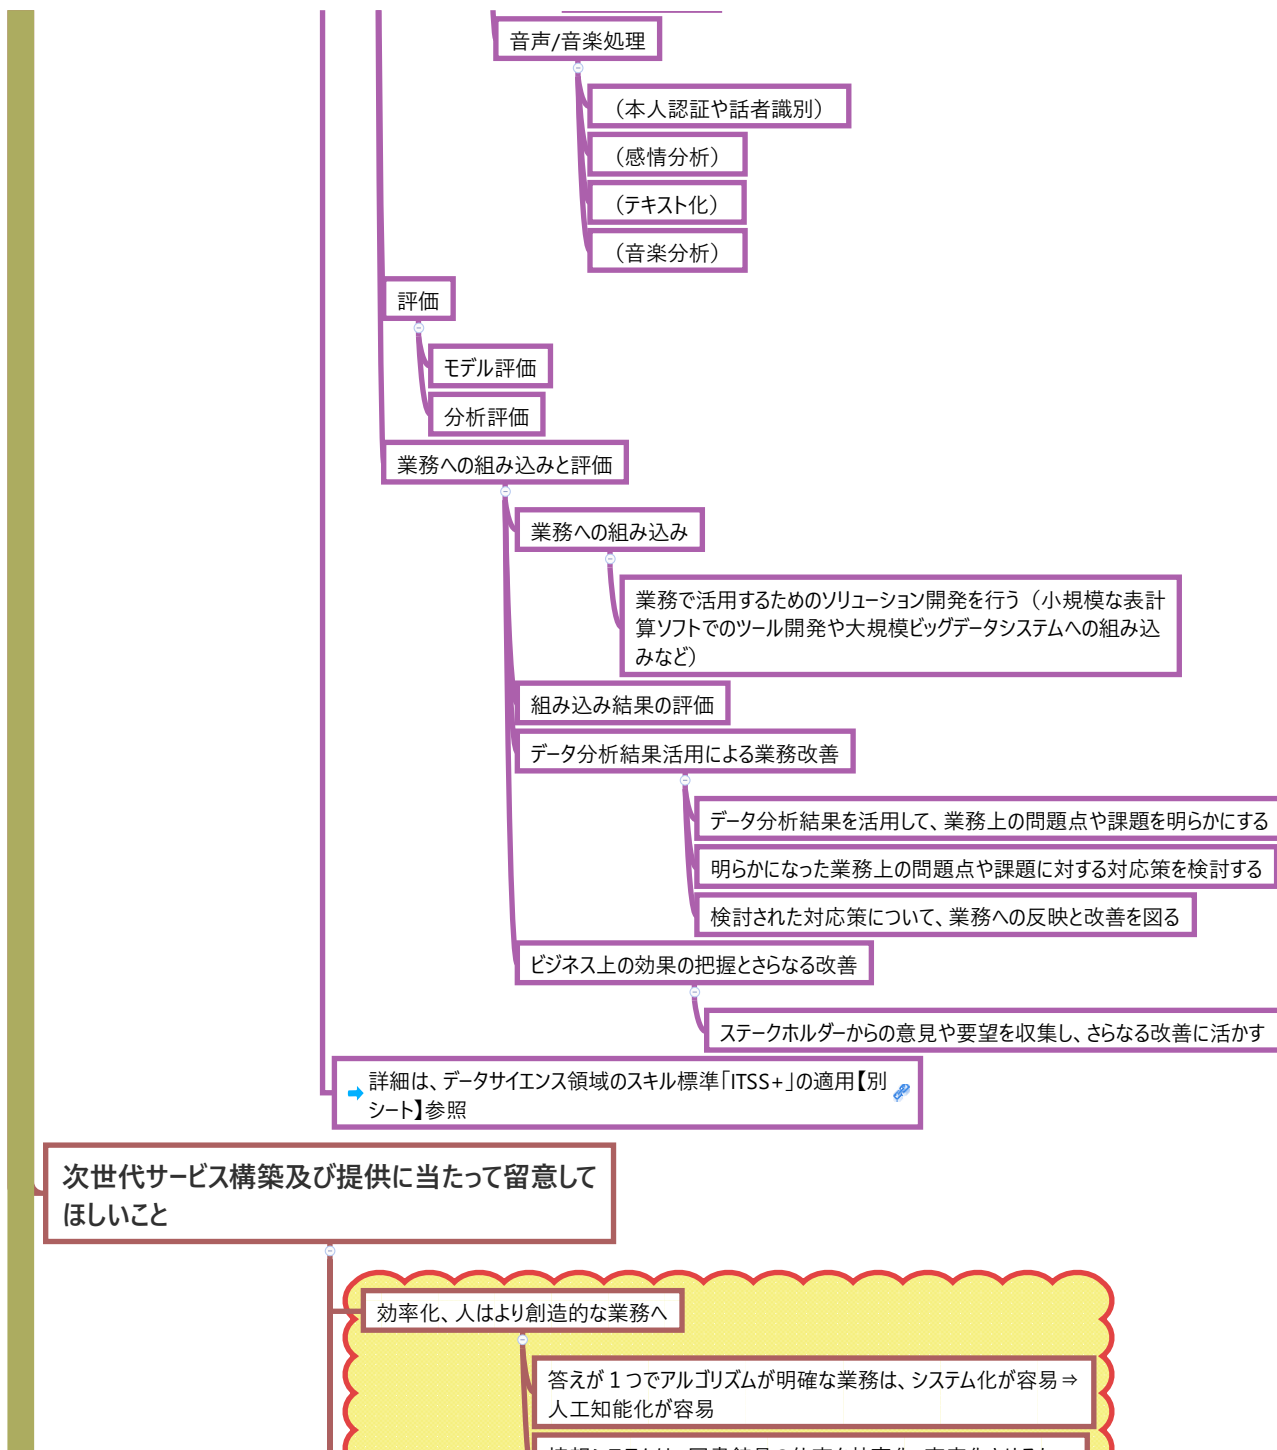 音声/音楽処理
（本人認証や話者識別）
（感情分析）
（テキスト化）
（音楽分析）
評価
モデル評価
分析評価
業務への組み込みと評価
業務への組み込み
業務で活用するためのソリューション開発を行う（小規模な表計
算ソフトでのツール開発や大規模ビッグデータシステムへの組み込
みなど）
組み込み結果の評価
データ分析結果活用による業務改善
データ分析結果を活用して、業務上の問題点や課題を明らかにする
明らかになった業務上の問題点や課題に対する対応策を検討する
検討された対応策について、業務への反映と改善を図る
ビジネス上の効果の把握とさらなる改善
ステークホルダーからの意見や要望を収集し、さらなる改善に活かす
詳細は、データサイエンス領域のスキル標準「ITSS+」の適用【別
シート】参照
次世代サービス構築及び提供に当たって留意して
ほしいこと
効率化、人はより創造的な業務へ
答えが１つでアルゴリズムが明確な業務は、システム化が容易⇒
人工知能化が容易